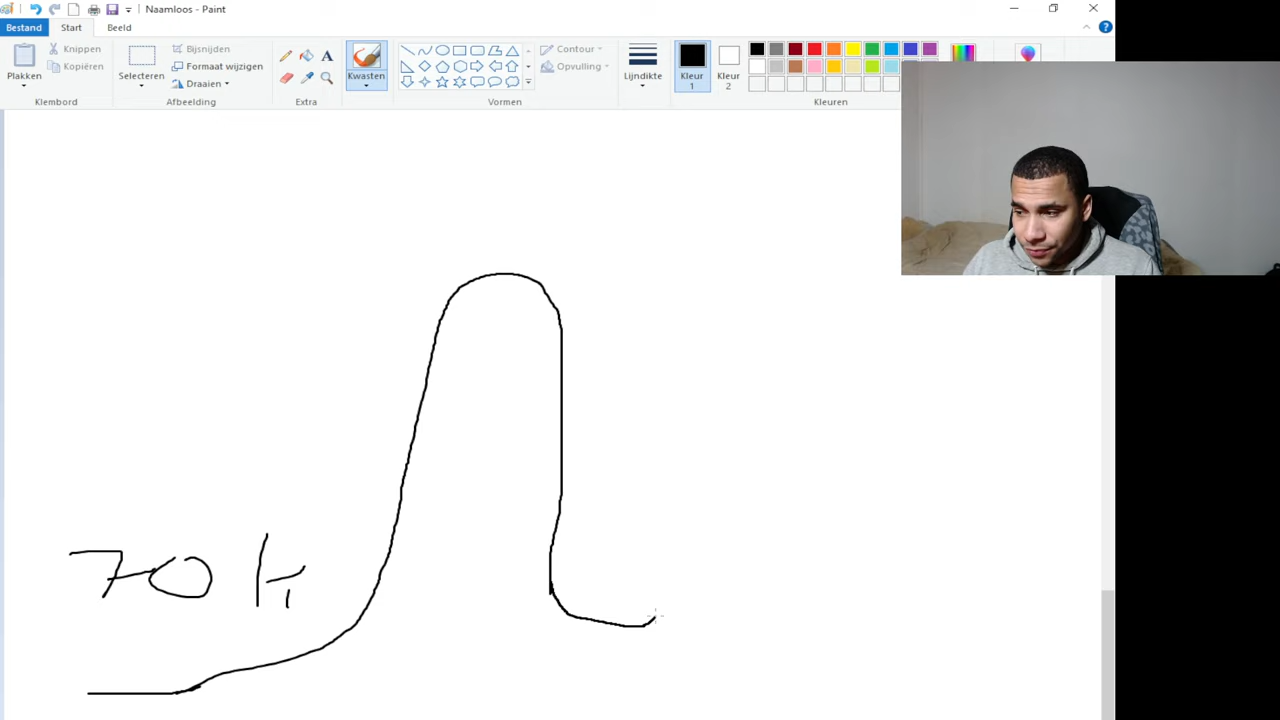 Naamloos - Paint
Bestand Start Beeld
Plakken
Knippen
Kopiëren
Klembord
Selecteren
Bijsnijden
Formaat wijzigen
Draaien
Afbeelding
A
Extra
Kwasten
Contour
Opvulling
Vormen
Lijndikte
Kleur
1
Kleur
2
Kleuren
70 k